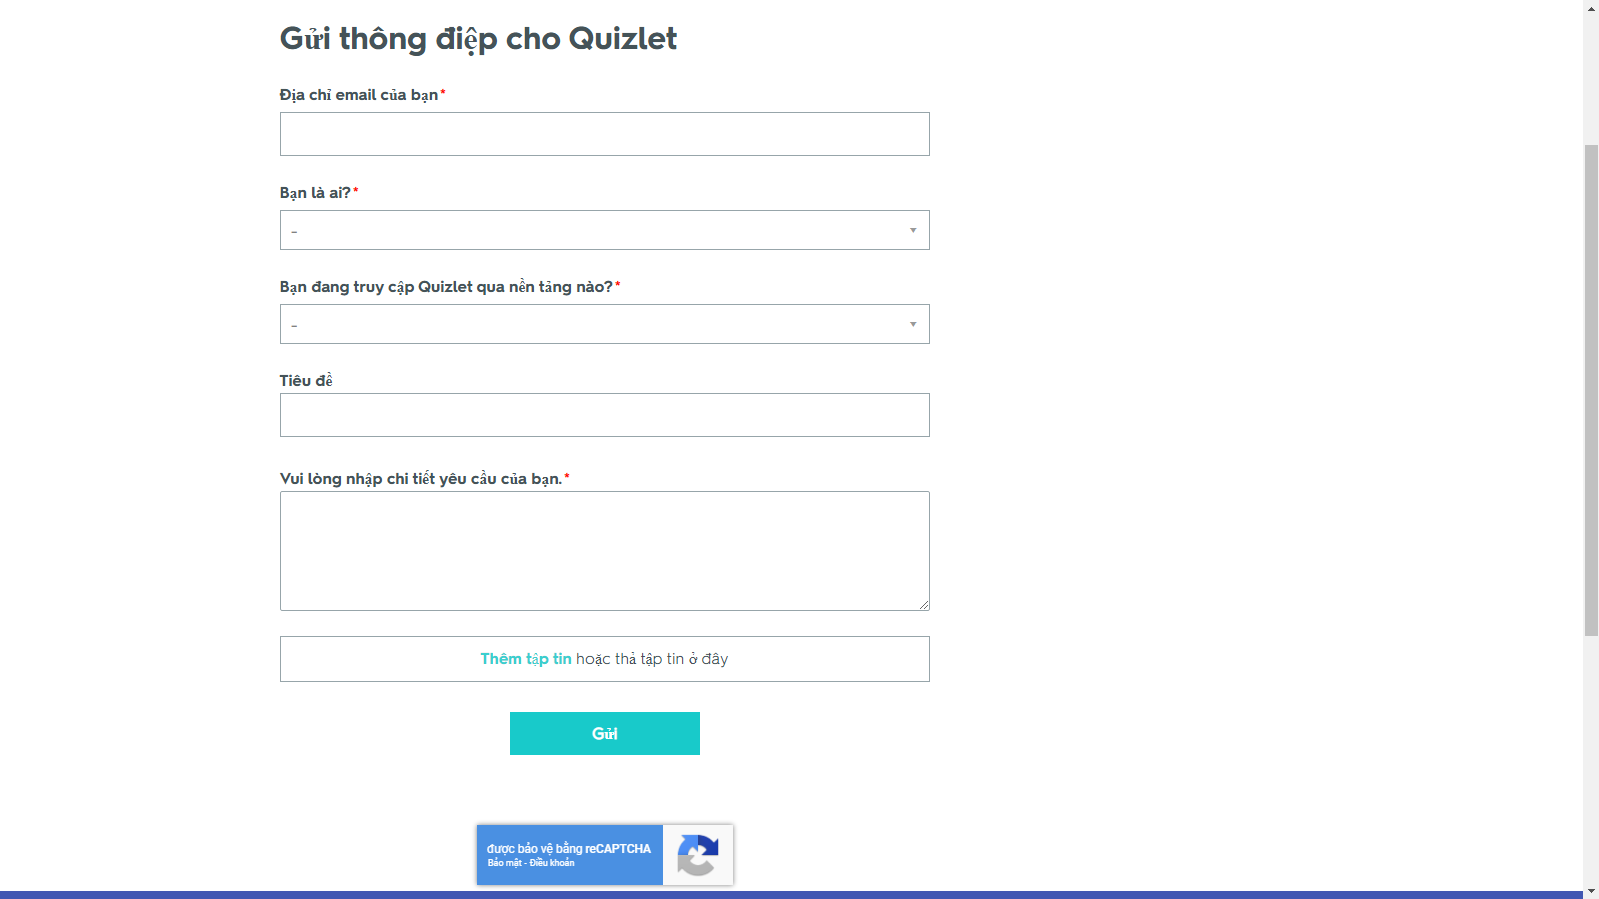 Gửi thông điệp cho Quizlet
Địa chỉ email của bạn*
Bạn là ai?*
-
Bạn đang truy cập Quizlet qua nền tảng nào?*
-
Tiêu đề
Vui lòng nhập chi tiết yêu cầu của bạn.*
Thêm tập tin hoặc thả tập tin ở đây
Gửi
được bảo vệ bằng reCAPTCHA
Bảo mật - Điều khoản